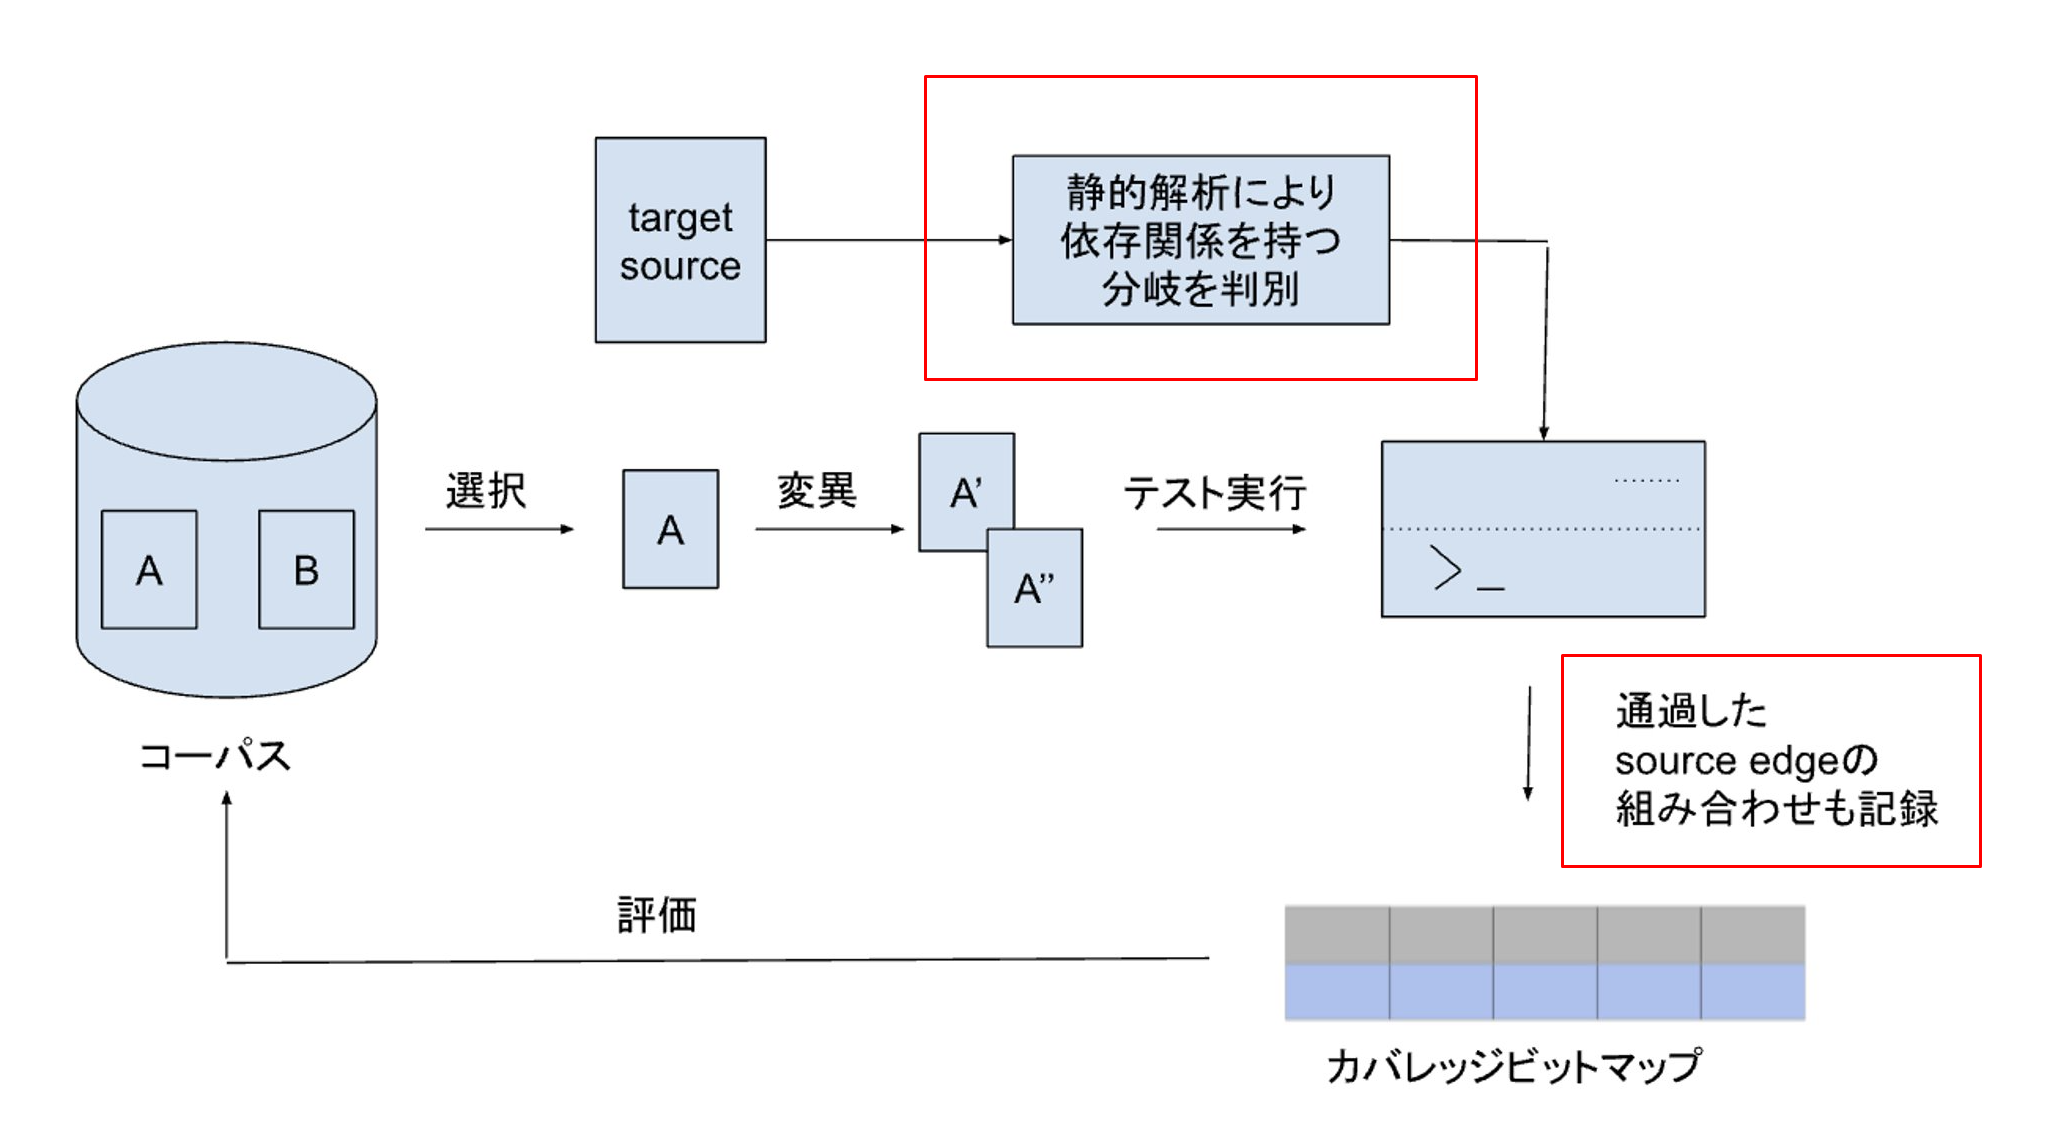 target
source
静的解析により
依存関係を持つ
分岐を判別
A
B
コーパス
選択
A
変異
A’
A’’
テスト実行
>_
通過した
source edgeの
組み合わせも記録
カバレッジビットマップ
評価